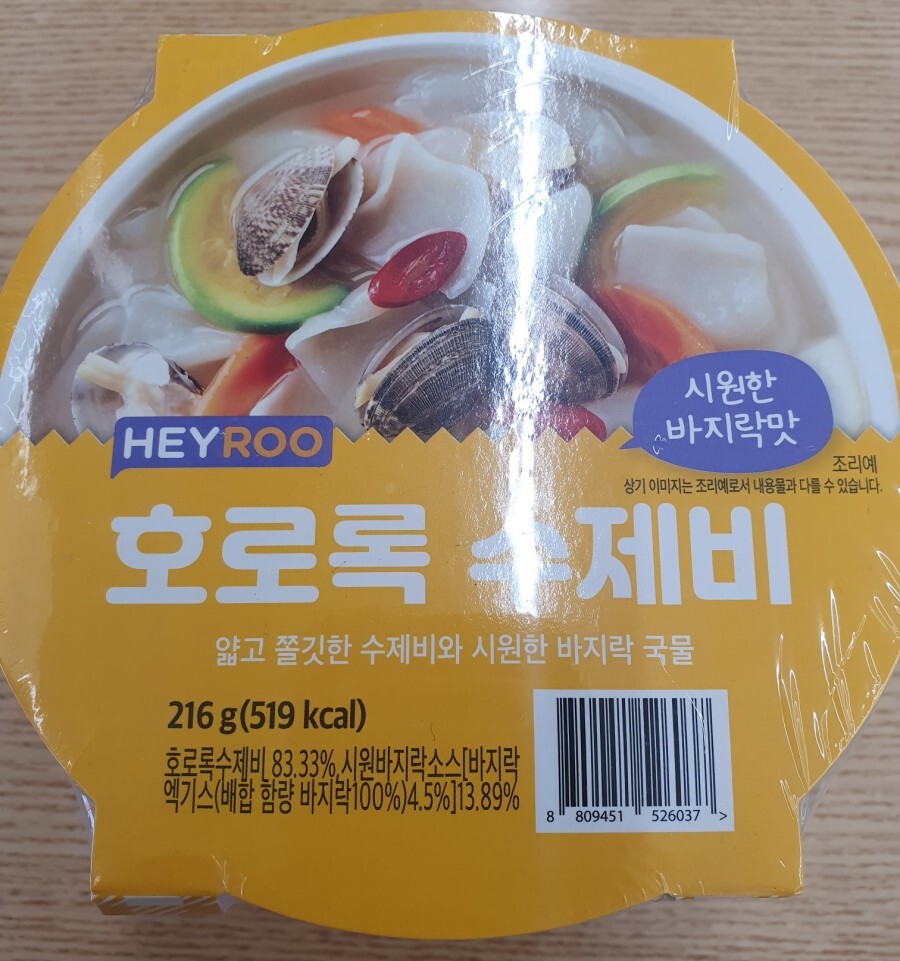 시원한
바지락맛
HEYROO
조리예
상기 이미지는 조리예로서 내용물과 다를 수 있습니다.
호로록 수제비
얇고 쫄깃한 수제비와 시원한 바지락 국물
216 g(519 kcal)
호로록수제비 83.33%,시원바지락소스[바지락
엑기스(배합 함량 바지락100%)4.5%]13.89%
8 809451 526037 >